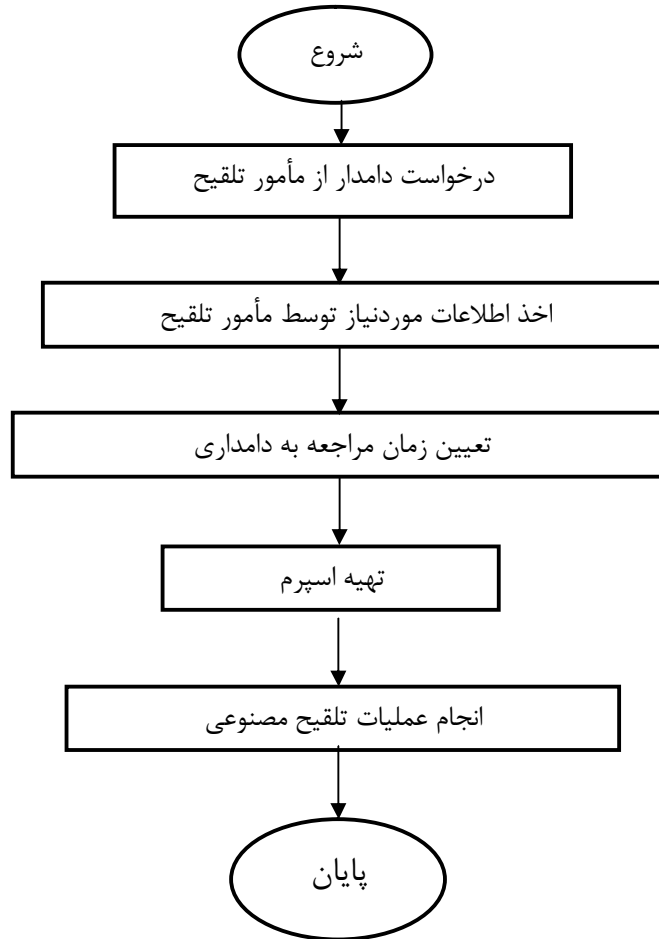 شروع
درخواست دامدار از مأمور تلقیح
اخذ اطلاعات موردنیاز توسط مأمور تلقیح
تعیین زمان مراجعه به دامداری
تهیه اسپرم
انجام عملیات تلقیح مصنوعی
پایان